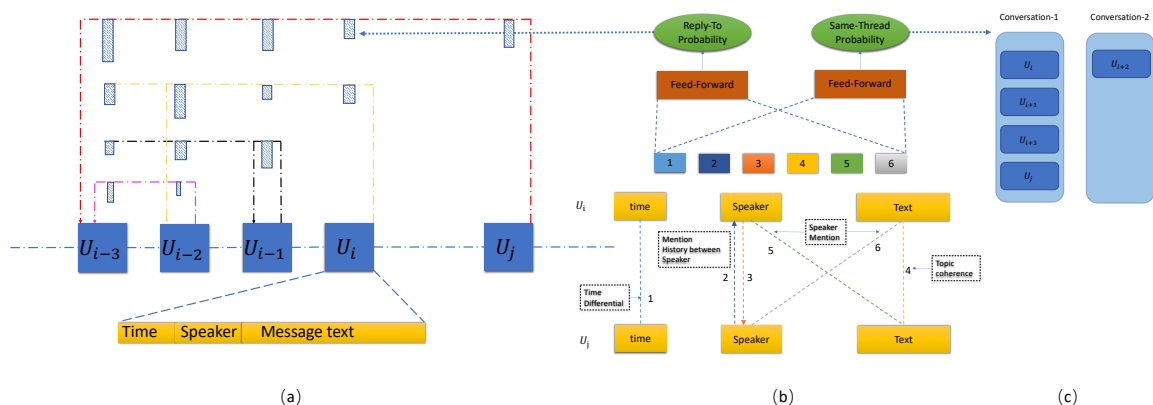 U_{i-3}
U_{i-2}
U_{i-1}
U_i
U_j
Time
Speaker
Message text
(a)
Reply-To
Probability
Same-Thread
Probability
Feed-Forward
Feed-Forward
1
2
3
4
5
6
U_i
time
Speaker
Text
Mention
History between
Speaker
Speaker
Mention
5
6
2
3
4
Topic
coherence
Time
Differential
1
U_j
time
Speaker
Text
(b)
Conversation-1
Conversation-2
U_i
U_{i+2}
U_{i+1}
U_{i+3}
U_j
(c)